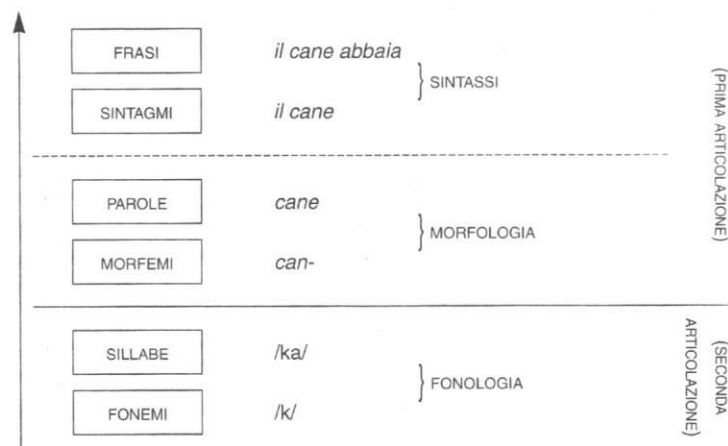 FRASI il cane abbaia
} SINTASSI
SINTAGMI il cane
(PRIMA ARTICOLAZIONE)
PAROLE cane
} MORFOLOGIA
MORFEMI can-
SILLABE /ka/
} FONOLOGIA
FONEMI /k/
(SECONDA
ARTICOLAZIONE)